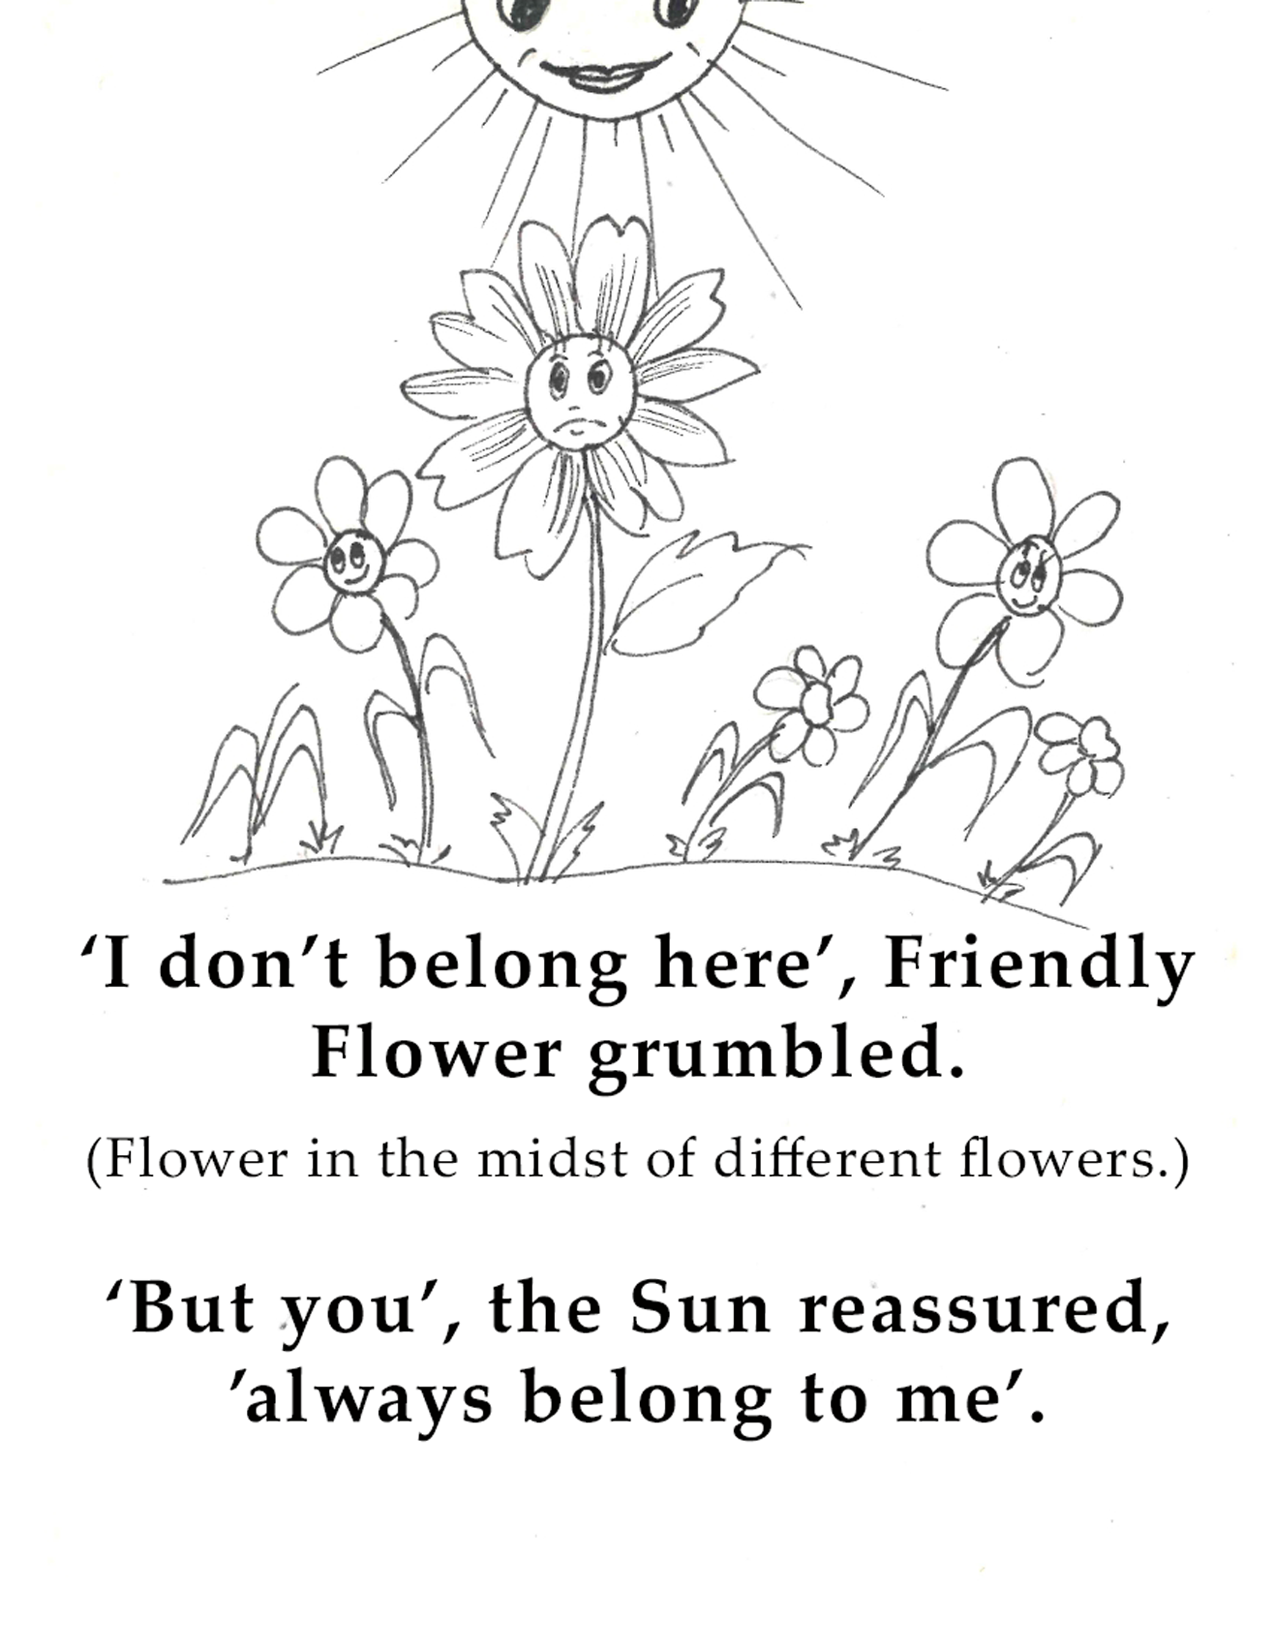 ‘I don’t belong here’, Friendly
Flower grumbled.
(Flower in the midst of different flowers.)
‘But you’, the Sun reassured,
’always belong to me’.